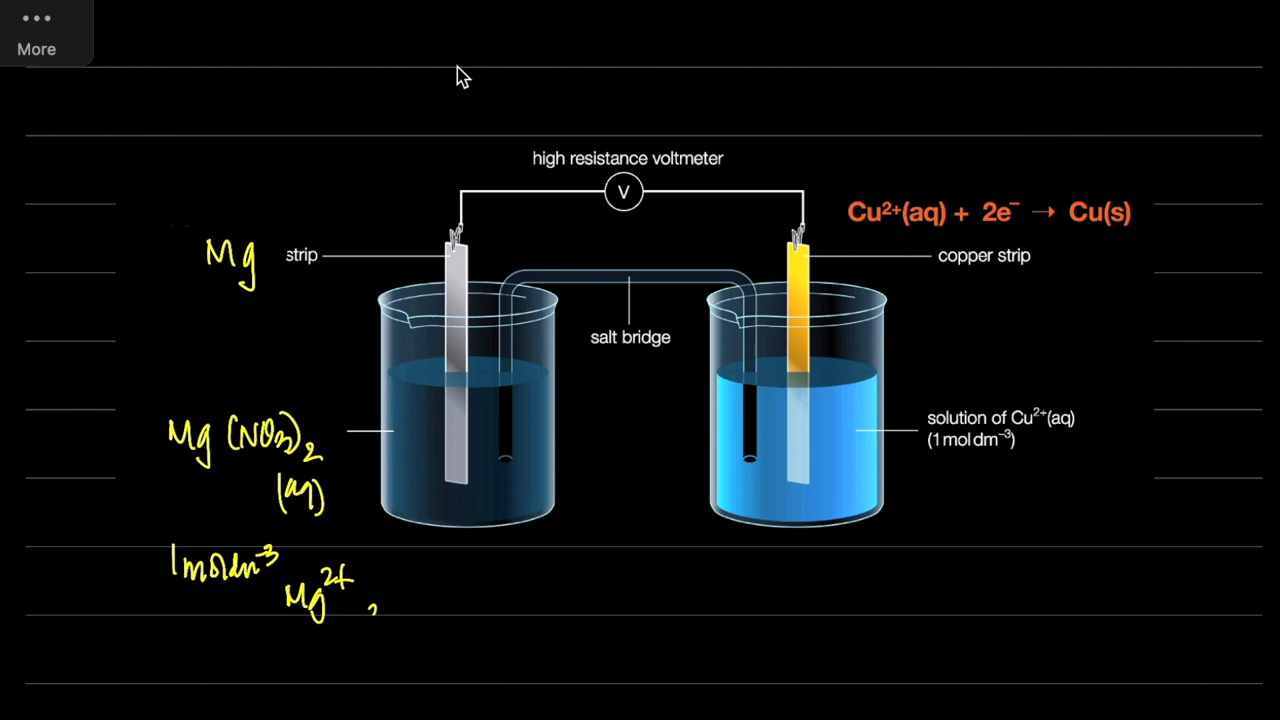 More
high resistance voltmeter
V
Cu²⁺(aq) + 2e⁻ → Cu(s)
Mg strip
copper strip
salt bridge
Mg (NO₃)₂
(aq)
solution of Cu²⁺(aq)
(1 mol dm⁻³)
1 mol dm⁻³
Mg²⁺